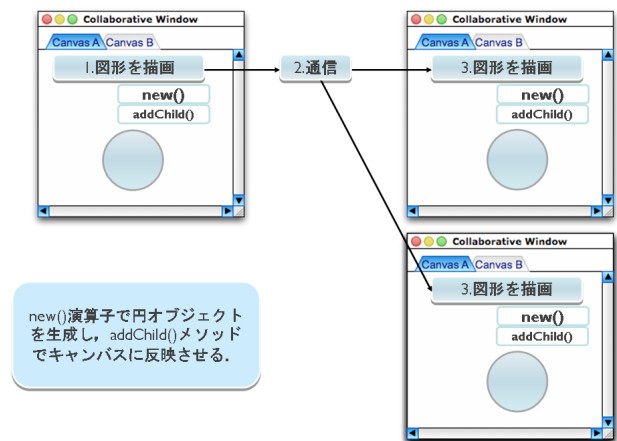 Collaborative Window
Canvas A Canvas B
1.図形を描画
new()
addChild()
2.通信
Collaborative Window
Canvas A Canvas B
3.図形を描画
new()
addChild()
Collaborative Window
Canvas A Canvas B
3.図形を描画
new()
addChild()
new()演算子で円オブジェクト
を生成し，addChild()メソッド
でキャンバスに反映させる．